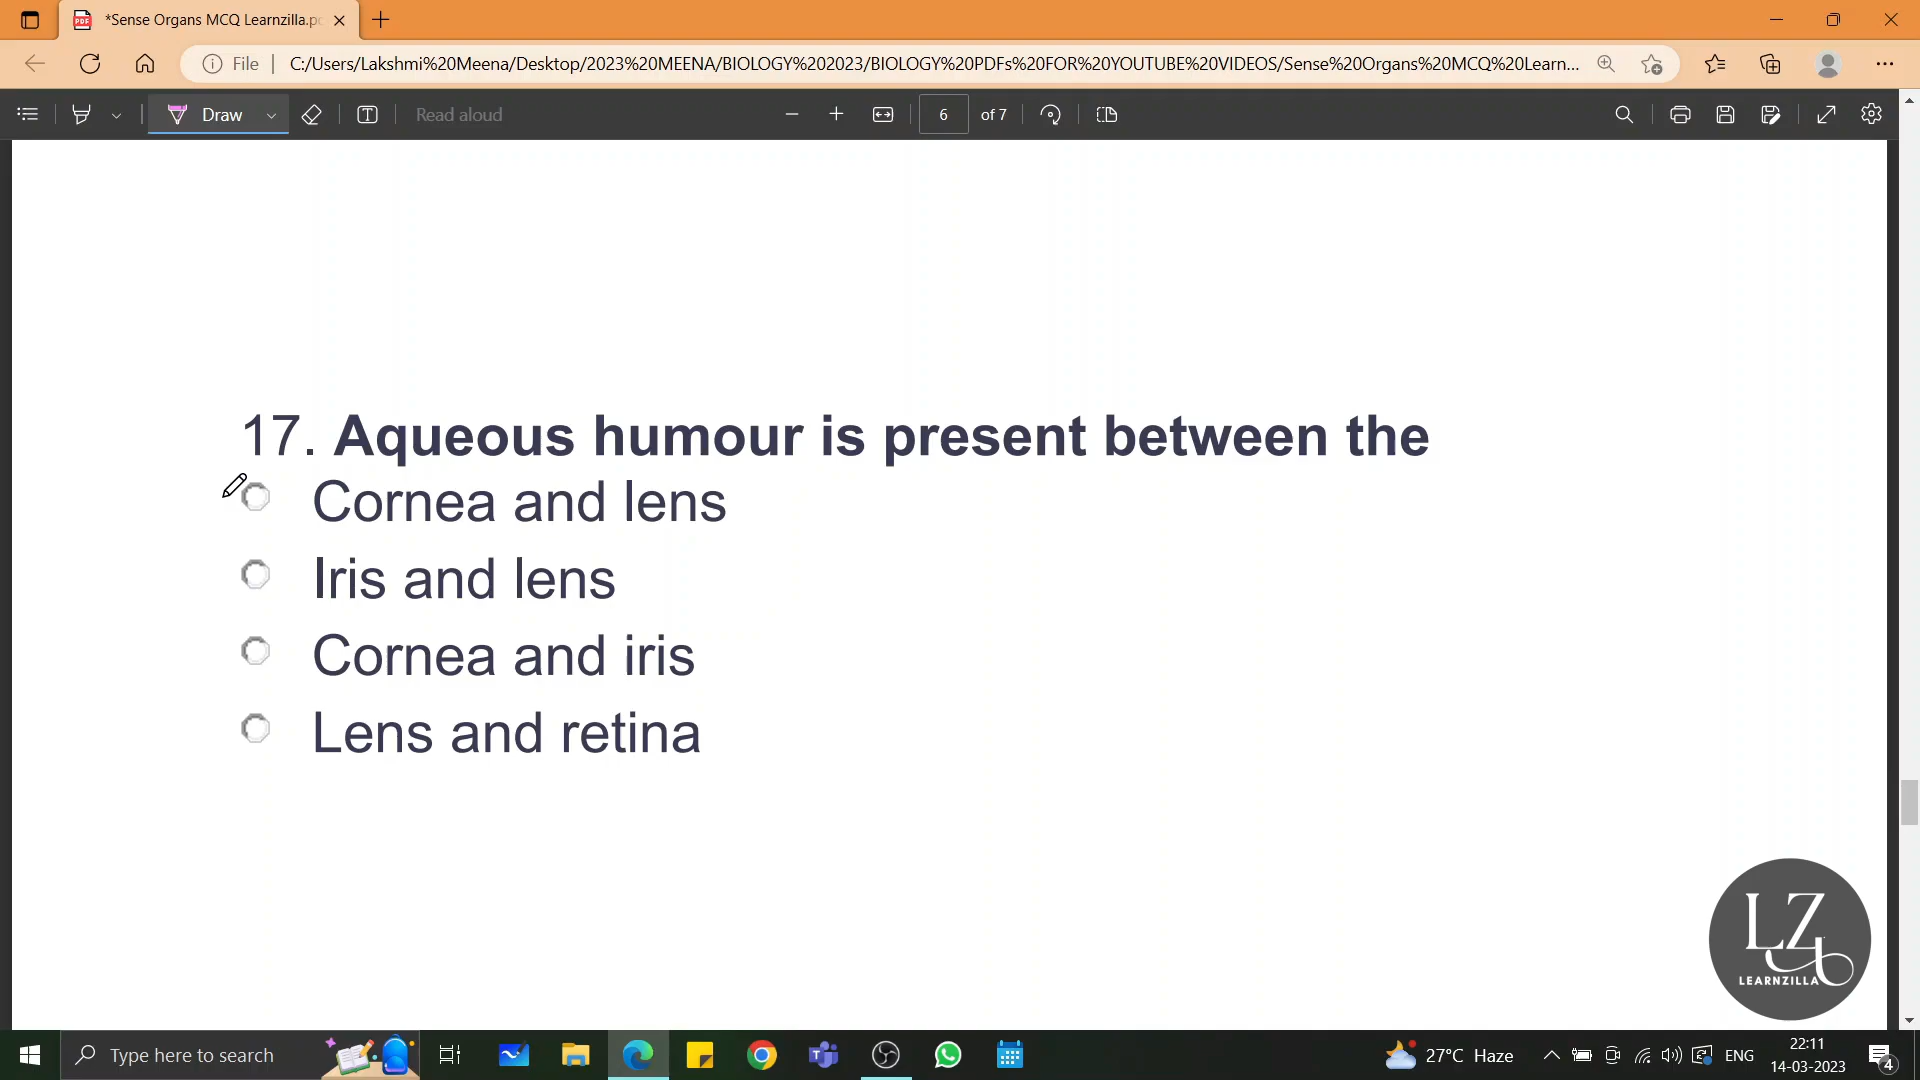 *Sense Organs MCQ Learnzilla.pd
File
C:/Users/Lakshmi%20Meena/Desktop/2023%20MEENA/BIOLOGY%202023/BIOLOGY%20PDFs%20FOR%20YOUTUBE%20VIDEOS/Sense%20Organs%20MCQ%20Learn...
Draw
Read aloud
6 of 7
17. Aqueous humour is present between the
Cornea and lens
Iris and lens
Cornea and iris
Lens and retina
LZ
LEARNZILLA
Type here to search
27°C Haze
ENG
22:11
14-03-2023
4